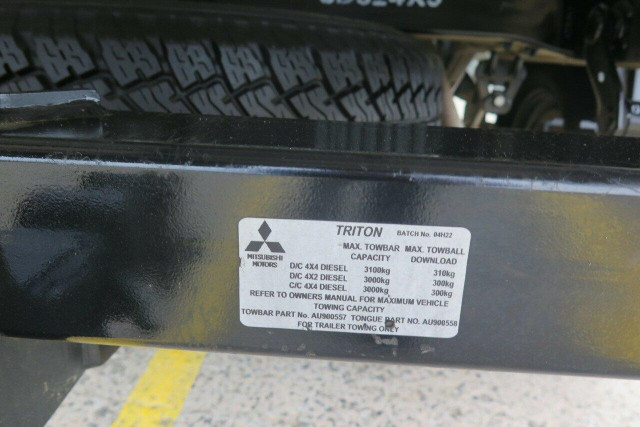 TRITON BATCH No. 04H22
MITSUBISHI
MOTORS
MAX. TOWBAR MAX. TOWBALL
CAPACITY DOWNLOAD
D/C 4X4 DIESEL 3100kg 310kg
D/C 4X2 DIESEL 3000kg 300kg
C/C 4X4 DIESEL 3000kg 300kg
REFER TO OWNERS MANUAL FOR MAXIMUM VEHICLE
TOWING CAPACITY
TOWBAR PART No. AU900557 TONGUE PART NO. AU900558
FOR TRAILER TOWING ONLY